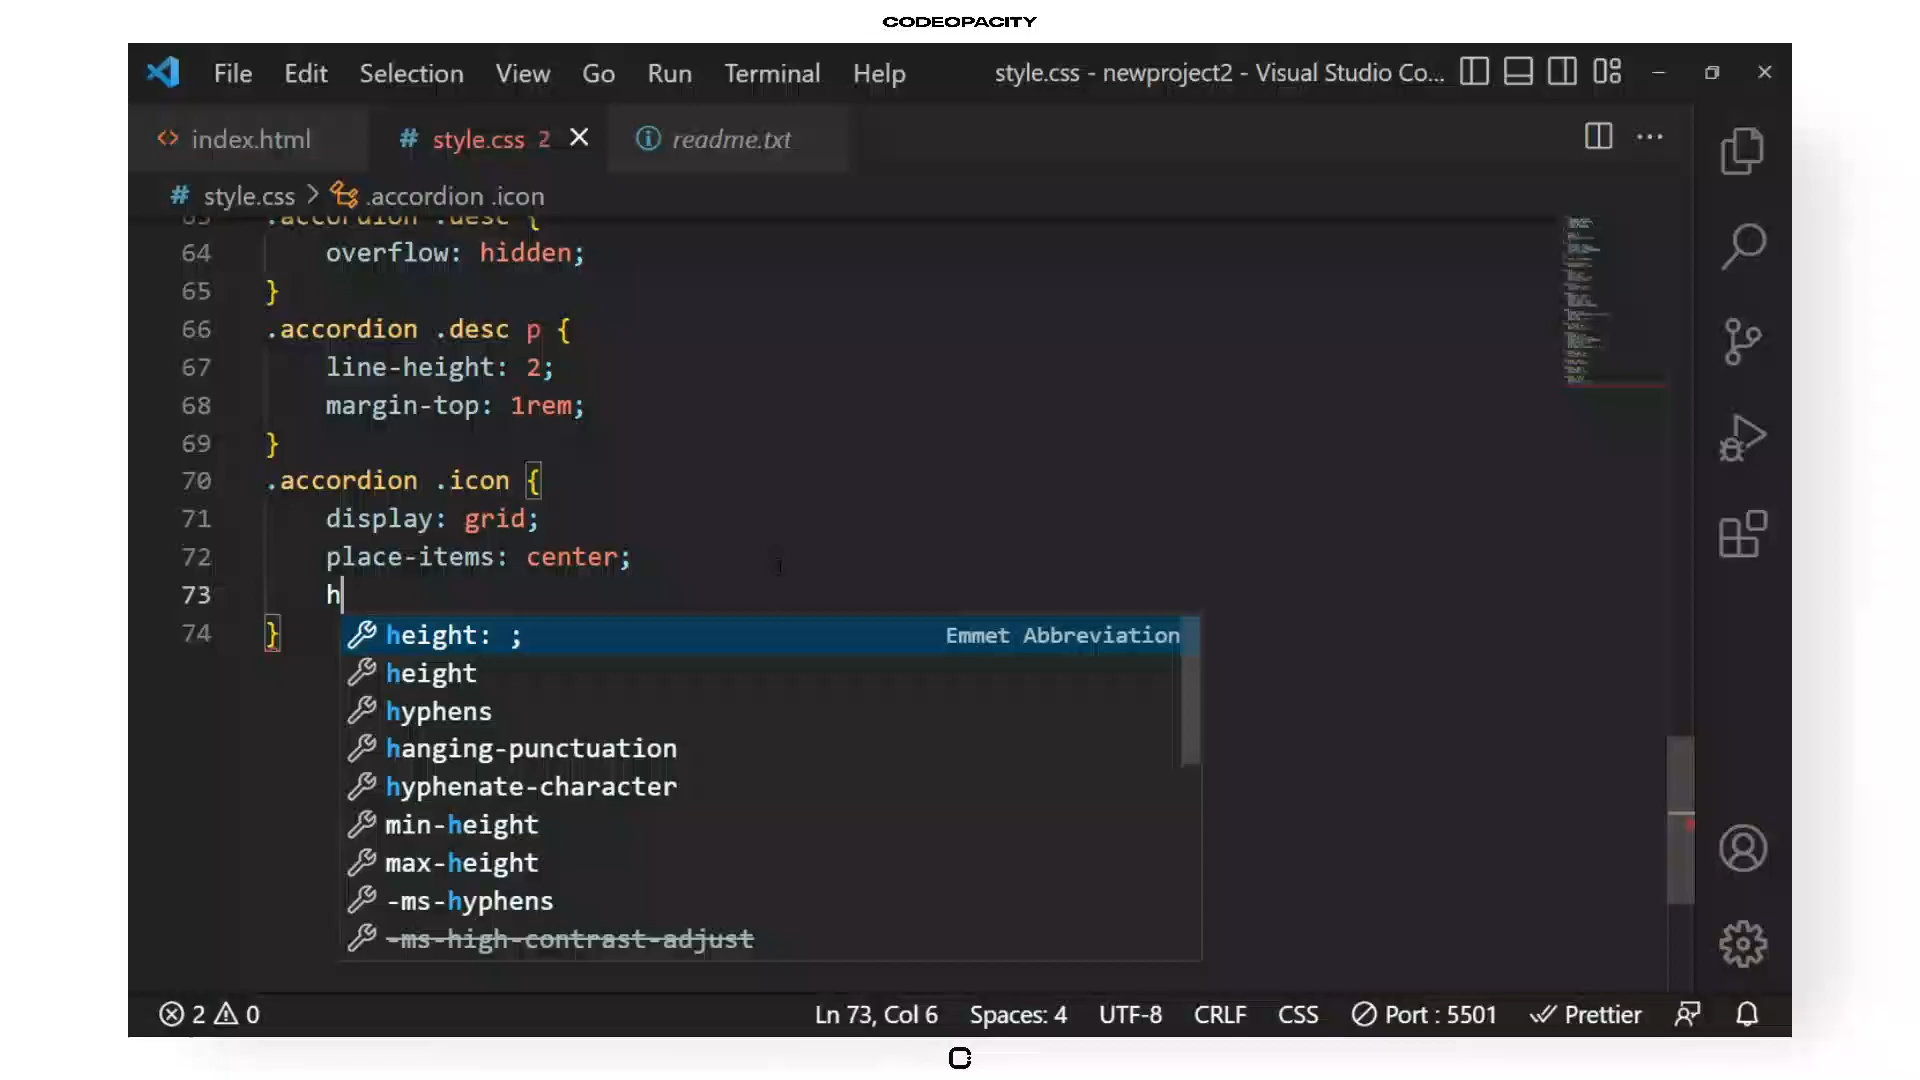 CODEOPACITY
File Edit Selection View Go Run Terminal Help style.css - newproject2 - Visual Studio Co...
index.html # style.css 2 readme.txt
# style.css > .accordion .icon
63 .accordion .desc {
64 overflow: hidden;
65 }
66 .accordion .desc p {
67 line-height: 2;
68 margin-top: 1rem;
69 }
70 .accordion .icon {
71 display: grid;
72 place-items: center;
73 h
74 }
height: ; Emmet Abbreviation
height
hyphens
hanging-punctuation
hyphenate-character
min-height
max-height
-ms-hyphens
-ms-high-contrast-adjust
2 0 Ln 73, Col 6 Spaces: 4 UTF-8 CRLF CSS Port : 5501 Prettier